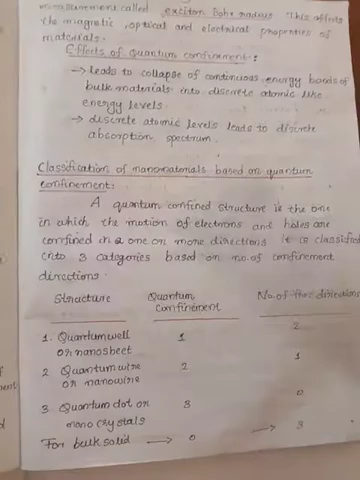 measurement called exciton Bohr radius This affects
the magnetic, optical and electrical properties of
materials.
Effects of Quantum confinement:
→ leads to collapse of continuous energy bands of
bulk materials into discrete atomic like
energy levels.
→ discrete atomic levels leads to discrete
absorption spectrum.
Classification of nanomaterials based on quantum
confinement:
A quantum confined structure is the one
in which the motion of electrons and holes are
confined in one or more directions It is classified
into 3 categories based on no. of confinement
directions.
Structure Quantum confinement No. of free directions
1. Quantum well or nanosheet 1 2
2 Quantum wire or nanowire 2 1
3 Quantum dot or nano crystals 3 0
For bulk solid → 0 → 3